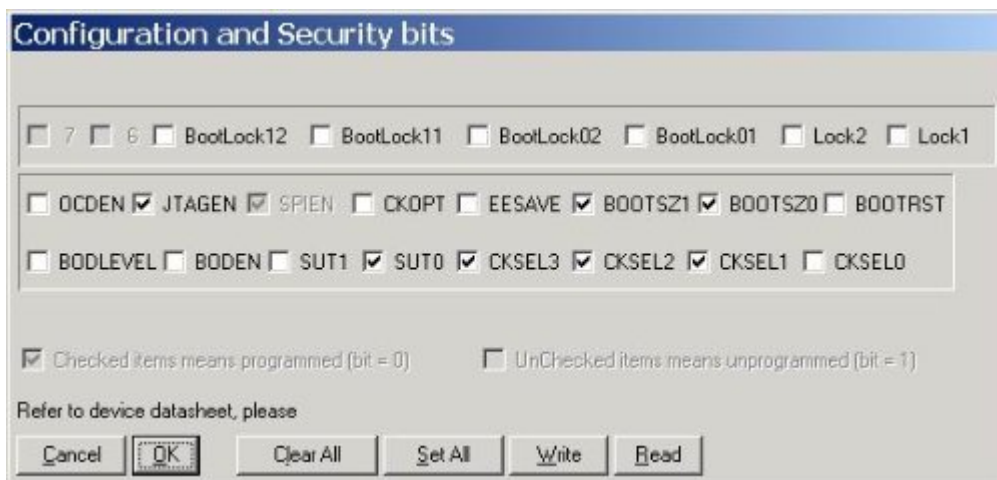 Configuration and Security bits
7 6 BootLock12 BootLock11 BootLock02 BootLock01 Lock2 Lock1
OCDEN JTAGEN SPIEN CKOPT EESAVE BOOTSZ1 BOOTSZ0 BOOTRST
BODLEVEL BODEN SUT1 SUT0 CKSEL3 CKSEL2 CKSEL1 CKSEL0
Checked items means programmed (bit = 0) UnChecked items means unprogrammed (bit = 1)
Refer to device datasheet, please
Cancel OK Clear All Set All Write Read